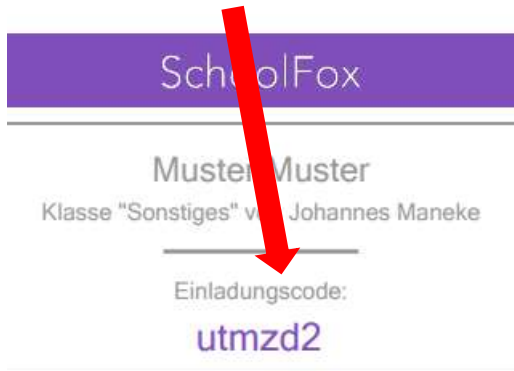 SchoolFox
Muster Muster
Klasse "Sonstiges" von Johannes Maneke
Einladungscode:
utmzd2